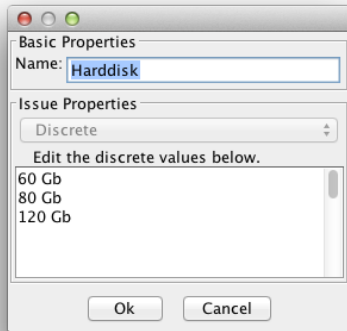 Basic Properties
Name: Harddisk
Issue Properties
Discrete
Edit the discrete values below.
60 Gb
80 Gb
120 Gb
Ok Cancel